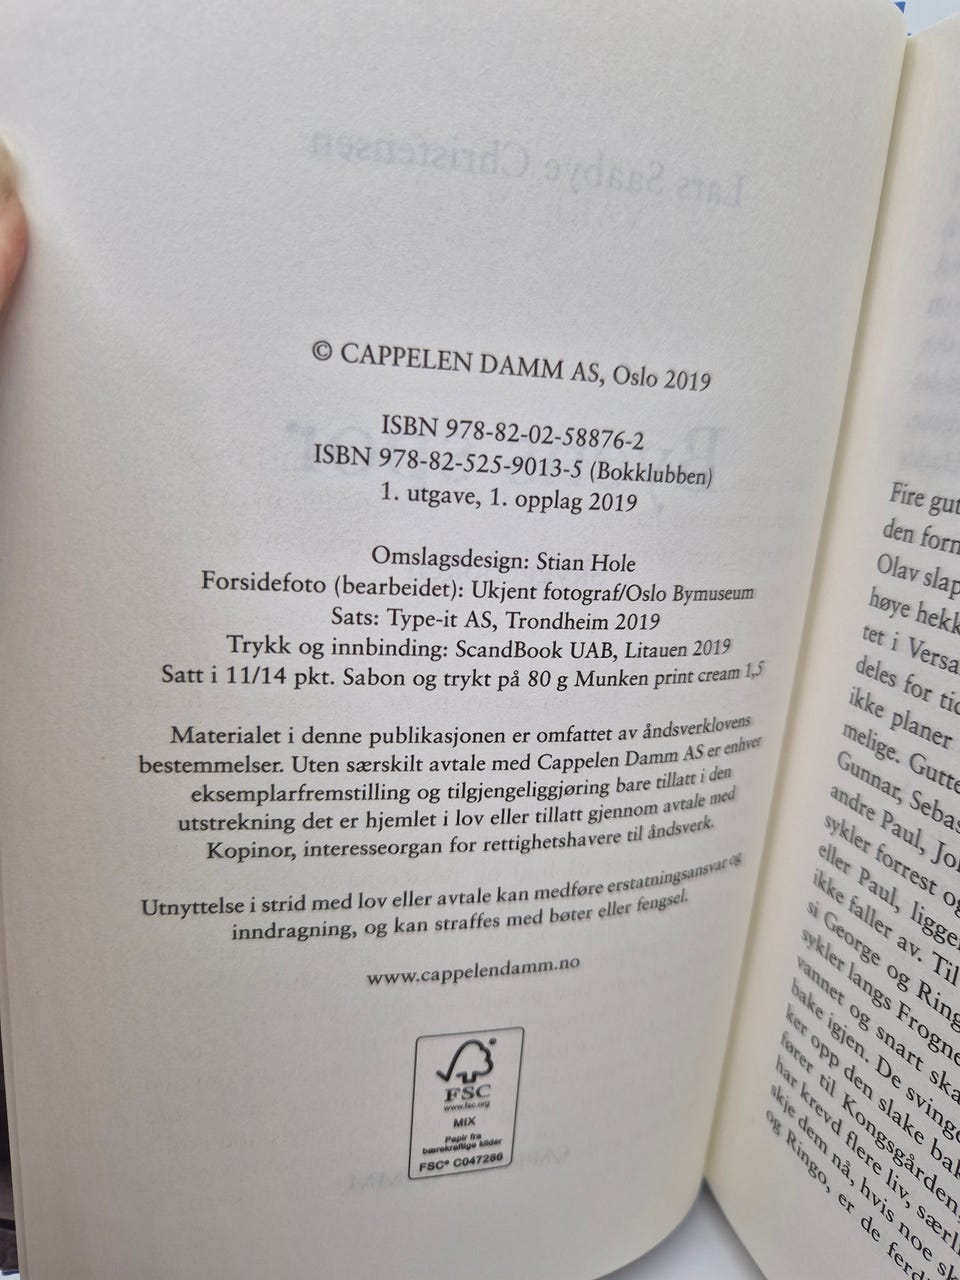 Lars Saabye Christensen
© CAPPELEN DAMM AS, Oslo 2019
ISBN 978-82-02-58876-2
ISBN 978-82-525-9013-5 (Bokklubben)
1. utgave, 1. opplag 2019
Omslagsdesign: Stian Hole
Forsidefoto (bearbeidet): Ukjent fotograf/Oslo Bymuseum
Sats: Type-it AS, Trondheim 2019
Trykk og innbinding: ScandBook UAB, Litauen 2019
Satt i 11/14 pkt. Sabon og trykt på 80 g Munken print cream 1,5
Materialet i denne publikasjonen er omfattet av åndsverklovens
bestemmelser. Uten særskilt avtale med Cappelen Damm AS er enhver
eksemplarfremstilling og tilgjengeliggjøring bare tillatt i den
utstrekning det er hjemlet i lov eller tillatt gjennom avtale med
Kopinor, interesseorgan for rettighetshavere til åndsverk.
Utnyttelse i strid med lov eller avtale kan medføre erstatningsansvar og
inndragning, og kan straffes med bøter eller fengsel.
www.cappelendamm.no
FSC
www.fsc.org
MIX
Papir fra
bærekraftige kilder
FSC® C047286
Fire gut
den forn
Olav slap
høye hekk
tet i Versa
deles for tid
ikke planer
melige. Gutte
Gunnar, Sebas
andre Paul, Jo
sykler forrest og
eller Paul, ligge
ikke faller av. Til
si George og Ring
sykler langs Frogne
vannet og snart ska
bake igjen. De svinge
ker opp den slake bak
fører til Kongsgården,
har krevd flere liv, særl
skje dem nå, hvis noe sk
og Ringo, er de ferd